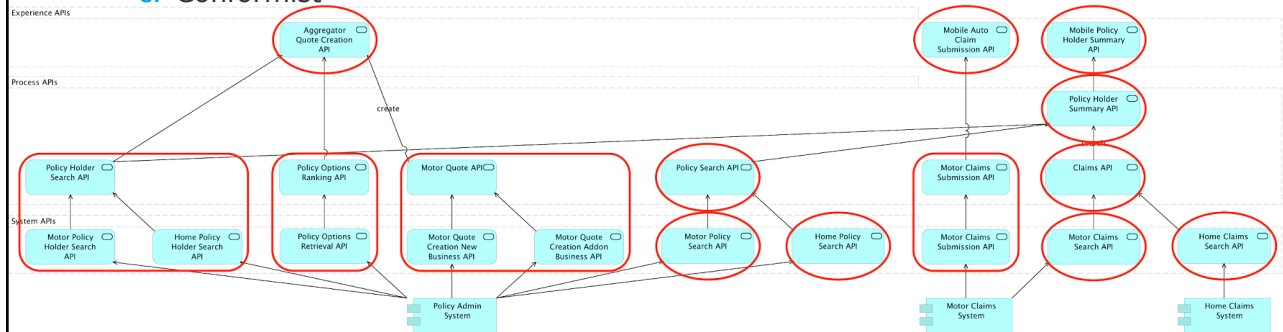 c. Conformist
Experience APIs
Aggregator
Quote Creation
API
Mobile Auto
Claim
Submission API
Mobile Policy
Holder Summary
API
Process APIs
create
Policy Holder
Summary API
Policy Holder
Search API
Policy Options
Ranking API
Motor Quote API
Policy Search API
Motor Claims
Submission API
Claims API
System APIs
Motor Policy
Holder Search
API
Home Policy
Holder Search
API
Policy Options
Retrieval API
Motor Quote
Creation New
Business API
Motor Quote
Creation Addon
Business API
Motor Policy
Search API
Home Policy
Search API
Motor Claims
Submission API
Motor Claims
Search API
Home Claims
Search API
Policy Admin
System
Motor Claims
System
Home Claims
System